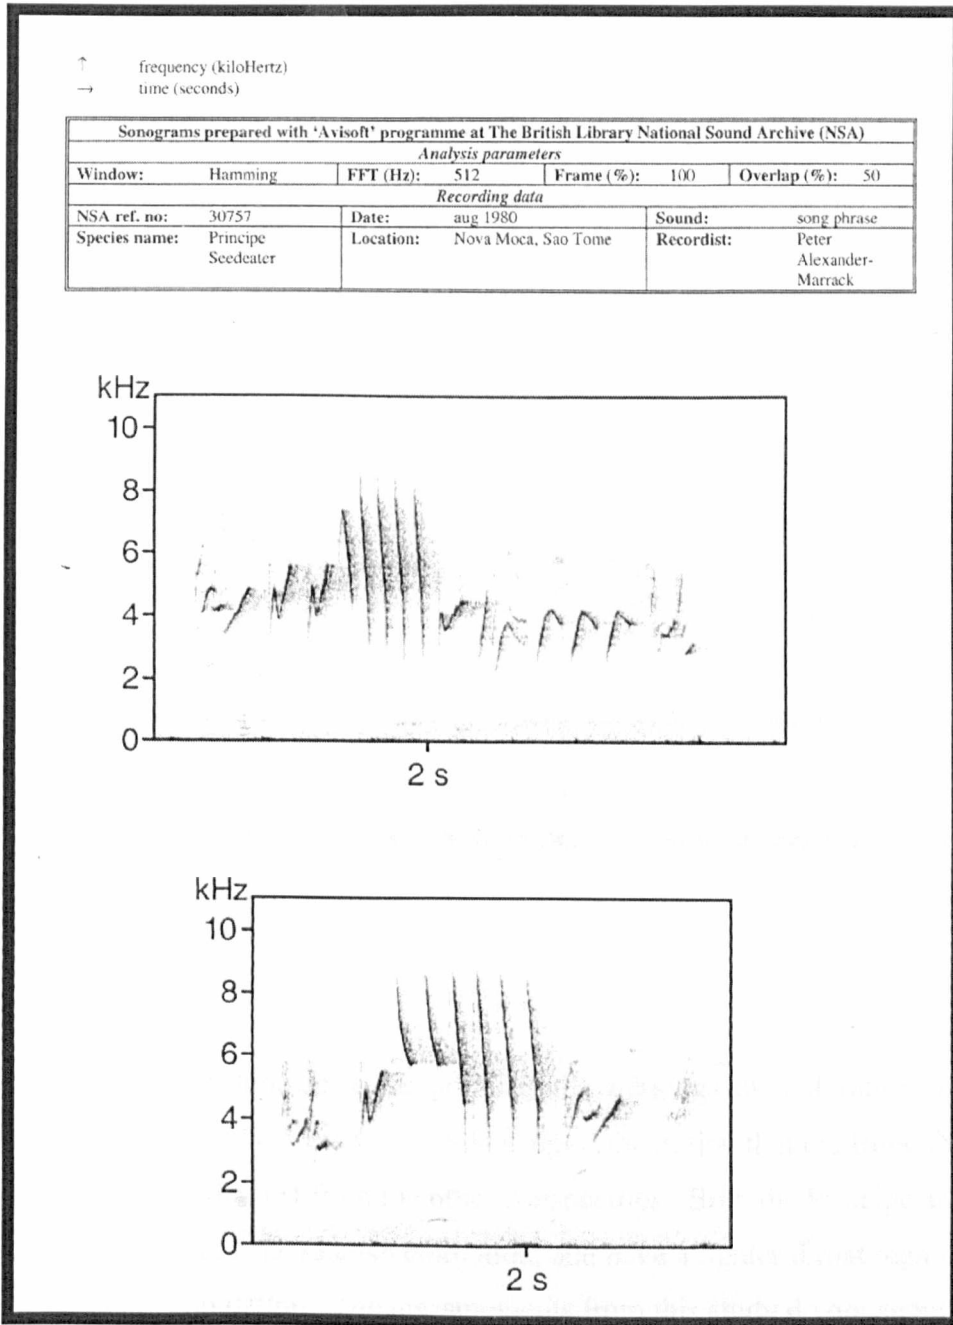 ↑ frequency (kiloHertz)
→ time (seconds)
Sonograms prepared with 'Avisoft' programme at The British Library National Sound Archive (NSA)
Analysis parameters
Window: Hamming FFT (Hz): 512 Frame (%): 100 Overlap (%): 50
Recording data
NSA ref. no: 30757 Date: aug 1980 Sound: song phrase
Species name: Principe Seedeater Location: Nova Moca, Sao Tome Recordist: Peter Alexander-Marrack
kHz
10
8
6
4
2
0
2 s
kHz
10
8
6
4
2
0
2 s